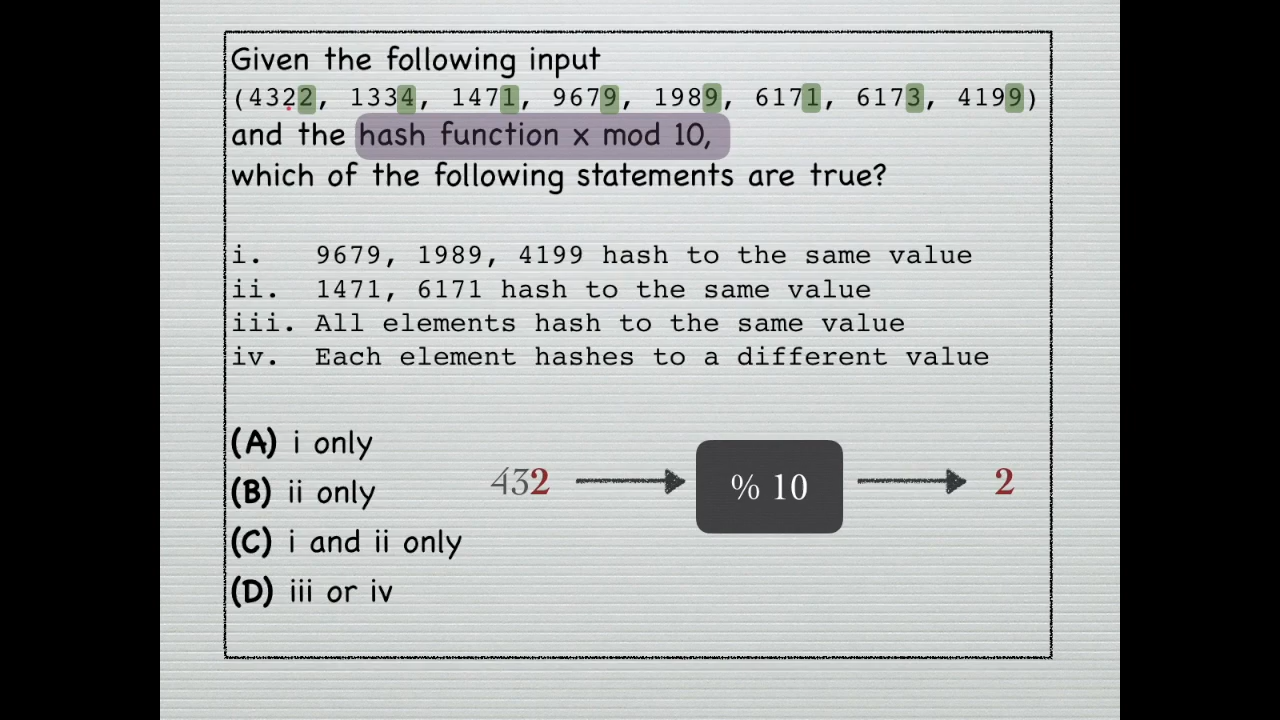 Given the following input
(4322, 1334, 1471, 9679, 1989, 6171, 6173, 4199)
and the hash function x mod 10,
which of the following statements are true?
i. 9679, 1989, 4199 hash to the same value
ii. 1471, 6171 hash to the same value
iii. All elements hash to the same value
iv. Each element hashes to a different value
(A) i only
(B) ii only
(C) i and ii only
(D) iii or iv
432 % 10 2